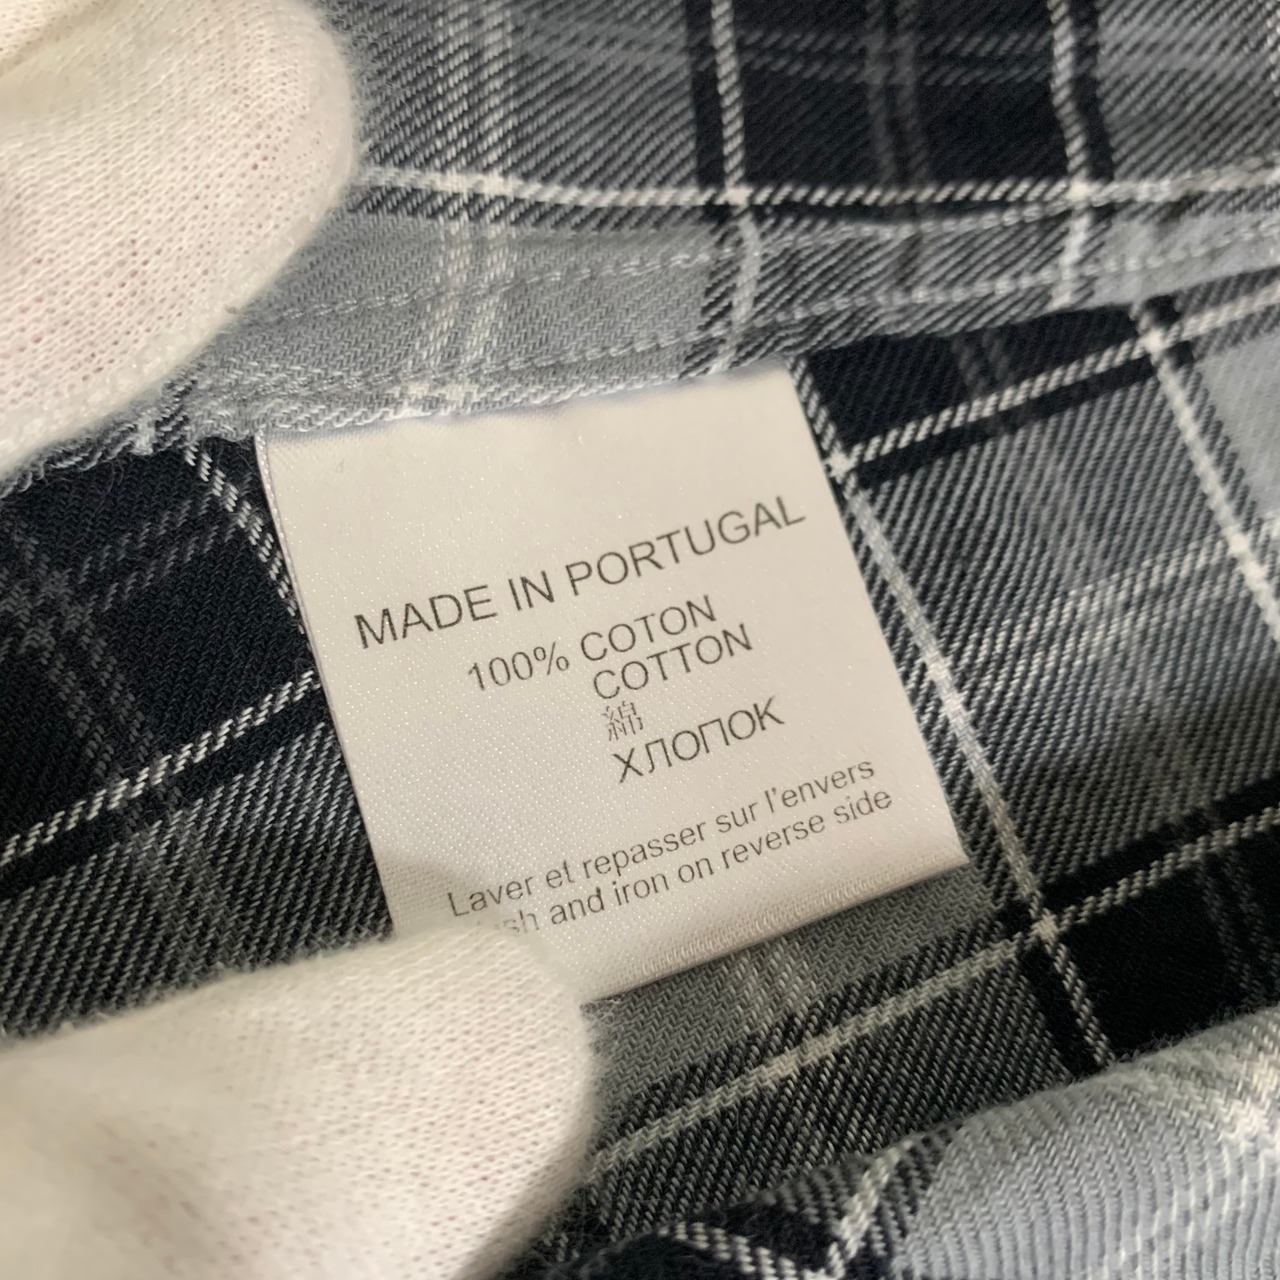 MADE IN PORTUGAL
100% COTON
COTTON
綿
ХЛОПОК
Laver et repasser sur l'envers
and iron on reverse side